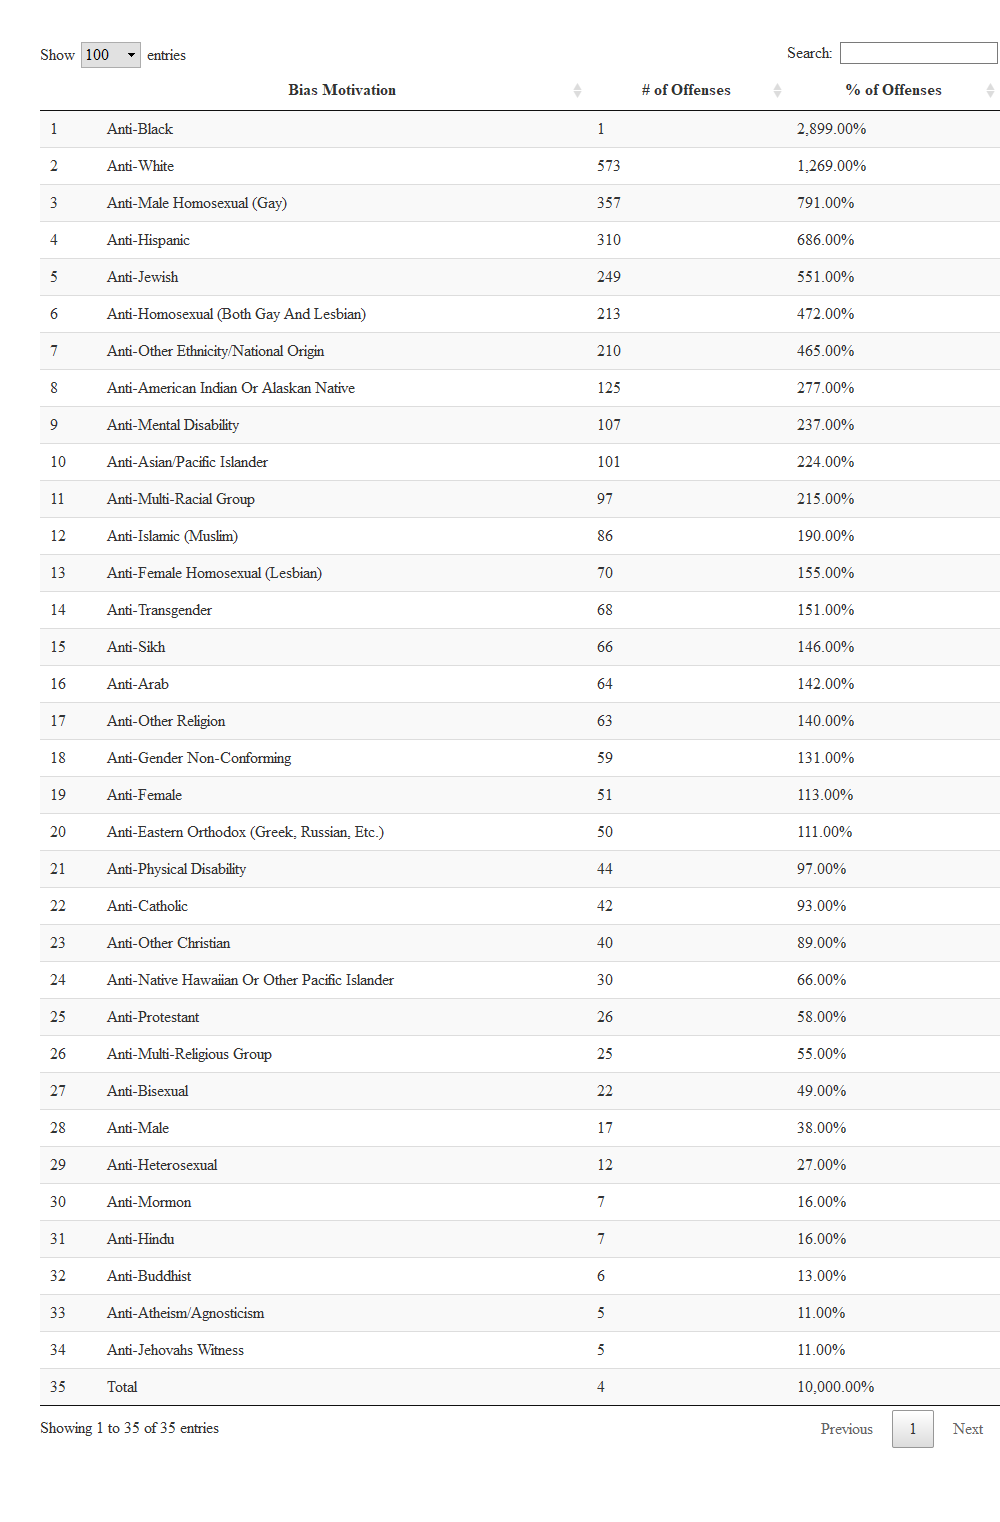 Show 100 entries Search:
Bias Motivation # of Offenses % of Offenses
1 Anti-Black 1 2,899.00%
2 Anti-White 573 1,269.00%
3 Anti-Male Homosexual (Gay) 357 791.00%
4 Anti-Hispanic 310 686.00%
5 Anti-Jewish 249 551.00%
6 Anti-Homosexual (Both Gay And Lesbian) 213 472.00%
7 Anti-Other Ethnicity/National Origin 210 465.00%
8 Anti-American Indian Or Alaskan Native 125 277.00%
9 Anti-Mental Disability 107 237.00%
10 Anti-Asian/Pacific Islander 101 224.00%
11 Anti-Multi-Racial Group 97 215.00%
12 Anti-Islamic (Muslim) 86 190.00%
13 Anti-Female Homosexual (Lesbian) 70 155.00%
14 Anti-Transgender 68 151.00%
15 Anti-Sikh 66 146.00%
16 Anti-Arab 64 142.00%
17 Anti-Other Religion 63 140.00%
18 Anti-Gender Non-Conforming 59 131.00%
19 Anti-Female 51 113.00%
20 Anti-Eastern Orthodox (Greek, Russian, Etc.) 50 111.00%
21 Anti-Physical Disability 44 97.00%
22 Anti-Catholic 42 93.00%
23 Anti-Other Christian 40 89.00%
24 Anti-Native Hawaiian Or Other Pacific Islander 30 66.00%
25 Anti-Protestant 26 58.00%
26 Anti-Multi-Religious Group 25 55.00%
27 Anti-Bisexual 22 49.00%
28 Anti-Male 17 38.00%
29 Anti-Heterosexual 12 27.00%
30 Anti-Mormon 7 16.00%
31 Anti-Hindu 7 16.00%
32 Anti-Buddhist 6 13.00%
33 Anti-Atheism/Agnosticism 5 11.00%
34 Anti-Jehovahs Witness 5 11.00%
35 Total 4 10,000.00%
Showing 1 to 35 of 35 entries Previous 1 Next